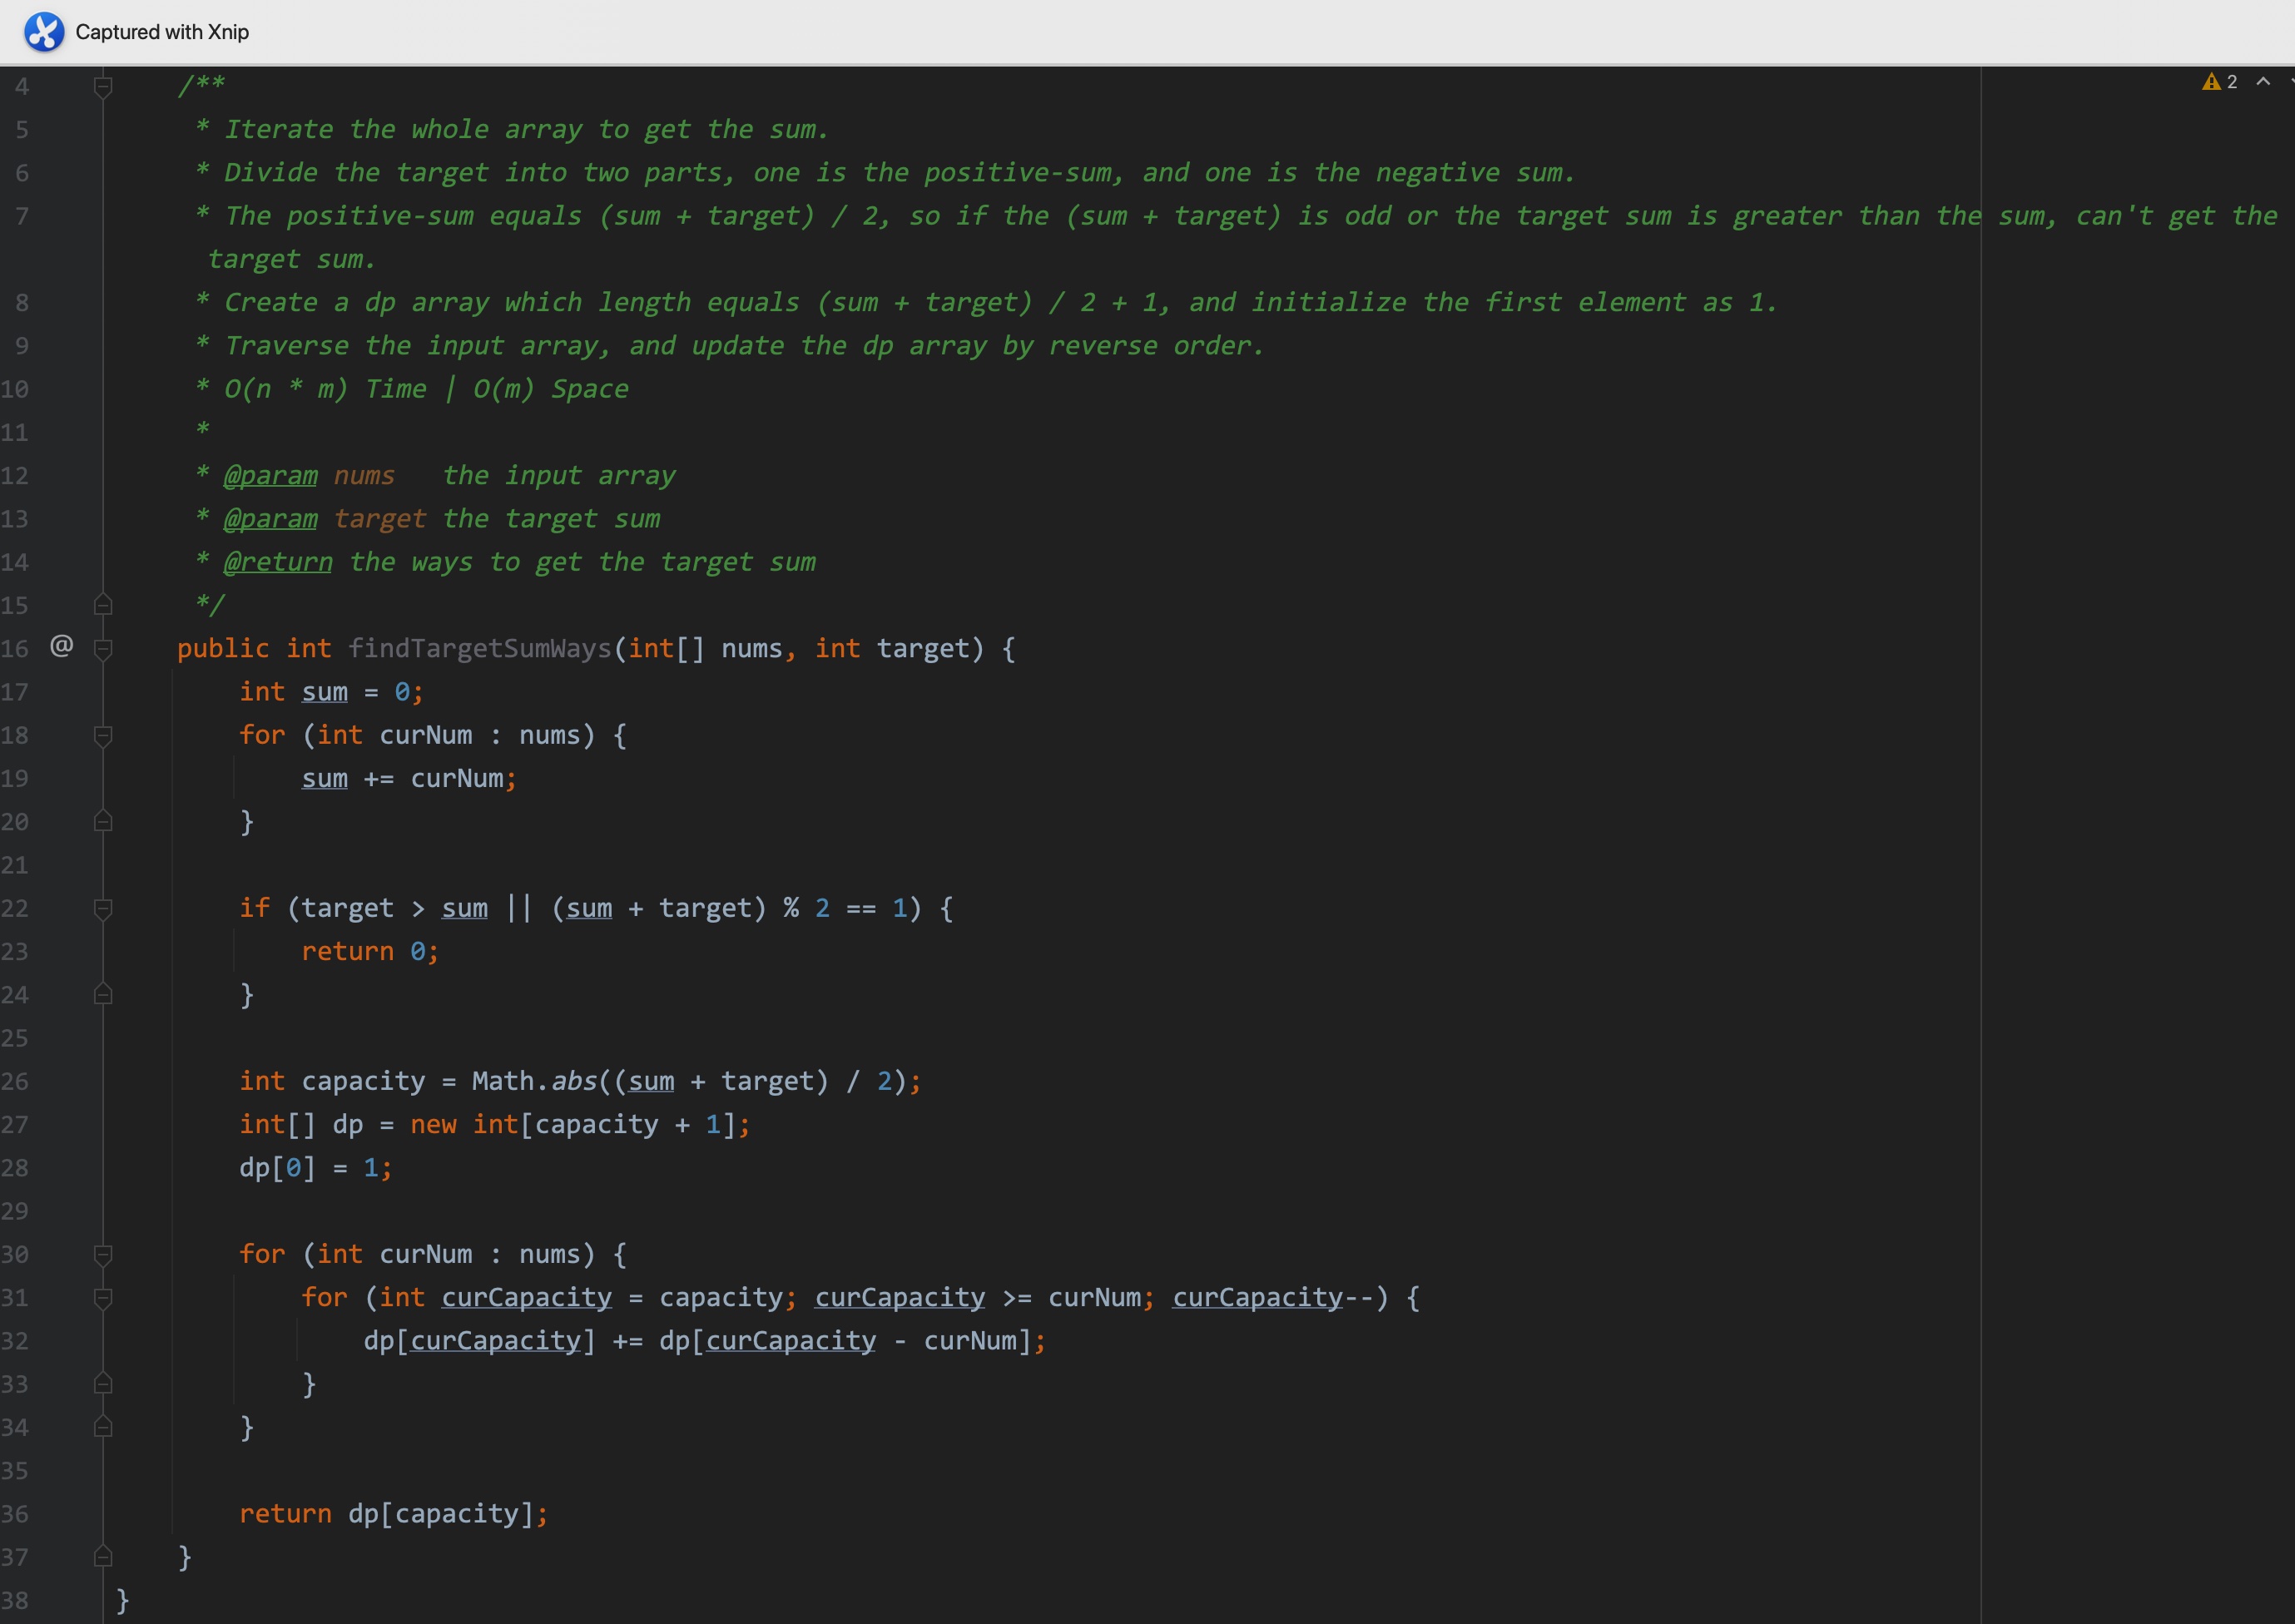 Captured with Xnip
2
4 /**
5 * Iterate the whole array to get the sum.
6 * Divide the target into two parts, one is the positive-sum, and one is the negative sum.
7 * The positive-sum equals (sum + target) / 2, so if the (sum + target) is odd or the target sum is greater than the sum, can't get the
target sum.
8 * Create a dp array which length equals (sum + target) / 2 + 1, and initialize the first element as 1.
9 * Traverse the input array, and update the dp array by reverse order.
10 * O(n * m) Time | O(m) Space
11 *
12 * @param nums   the input array
13 * @param target the target sum
14 * @return the ways to get the target sum
15 */
16 @ public int findTargetSumWays(int[] nums, int target) {
17 int sum = 0;
18 for (int curNum : nums) {
19 sum += curNum;
20 }
21
22 if (target > sum || (sum + target) % 2 == 1) {
23 return 0;
24 }
25
26 int capacity = Math.abs((sum + target) / 2);
27 int[] dp = new int[capacity + 1];
28 dp[0] = 1;
29
30 for (int curNum : nums) {
31 for (int curCapacity = capacity; curCapacity >= curNum; curCapacity--) {
32 dp[curCapacity] += dp[curCapacity - curNum];
33 }
34 }
35
36 return dp[capacity];
37 }
38 }